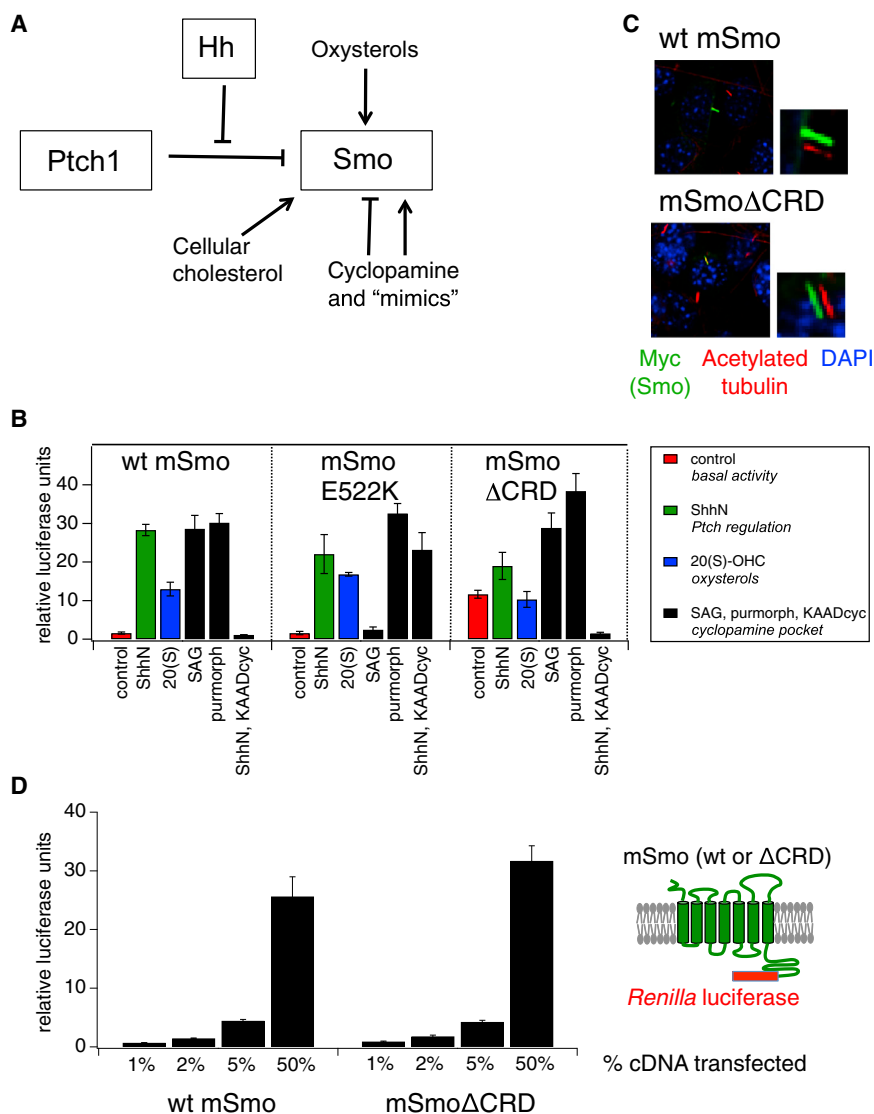 A
Hh
Oxysterols
Ptch1
Smo
Cellular
cholesterol
Cyclopamine
and “mimics”
C
wt mSmo
mSmoΔCRD
Myc
(Smo)
Acetylated
tubulin
DAPI
B
relative luciferase units
40
30
20
10
0
wt mSmo
mSmo
E522K
mSmo
ΔCRD
control
ShhN
20(S)
SAG
purmorph
ShhN, KAADcyc
control
ShhN
20(S)
SAG
purmorph
ShhN, KAADcyc
control
ShhN
20(S)
SAG
purmorph
ShhN, KAADcyc
control
basal activity
ShhN
Ptch regulation
20(S)-OHC
oxysterols
SAG, purmorph, KAADcyc
cyclopamine pocket
D
relative luciferase units
40
30
20
10
0
1% 2% 5% 50% 1% 2% 5% 50% % cDNA transfected
wt mSmo mSmoΔCRD
mSmo (wt or ΔCRD)
Renilla luciferase